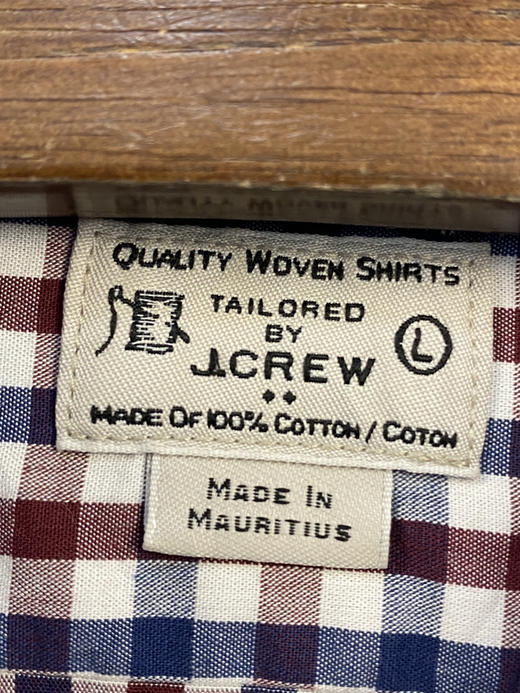 QUALITY WOVEN SHIRTS
TAILORED
BY
J.CREW
L
MADE OF 100% COTTON / COTON
MADE IN
MAURITIUS